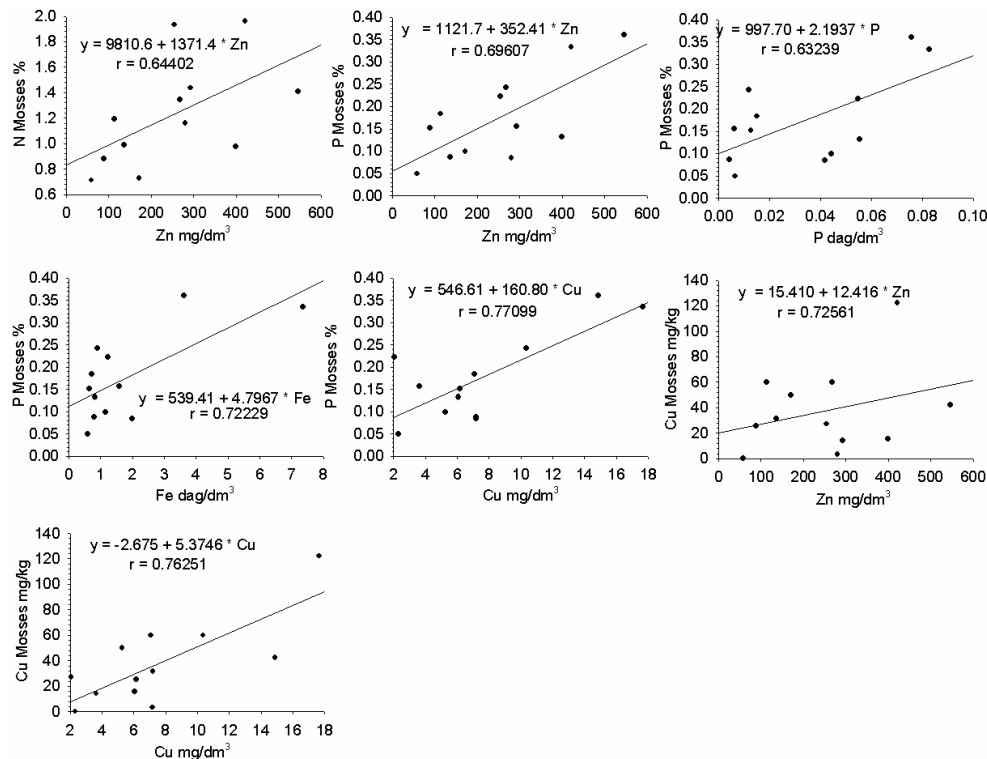 y = 9810.6 + 1371.4 * Zn
r = 0.64402
N Mosses %
2.0
1.8
1.6
1.4
1.2
1.0
0.8
0.6
0 100 200 300 400 500 600
Zn mg/dm³
y = 1121.7 + 352.41 * Zn
r = 0.69607
P Mosses %
0.40
0.35
0.30
0.25
0.20
0.15
0.10
0.05
0.00
0 100 200 300 400 500 600
Zn mg/dm³
y = 997.70 + 2.1937 * P
r = 0.63239
P Mosses %
0.40
0.35
0.30
0.25
0.20
0.15
0.10
0.05
0.00
0.00 0.02 0.04 0.06 0.08 0.10
P dag/dm³
P Mosses %
0.40
0.35
0.30
0.25
0.20
0.15
0.10
0.05
0.00
y = 539.41 + 4.7967 * Fe
r = 0.72229
0 2 4 6 8
Fe dag/dm³
y = 546.61 + 160.80 * Cu
r = 0.77099
P Mosses %
0.40
0.35
0.30
0.25
0.20
0.15
0.10
0.05
0.00
2 4 6 8 10 12 14 16 18
Cu mg/dm³
y = 15.410 + 12.416 * Zn
r = 0.72561
Cu Mosses mg/kg
140
120
100
80
60
40
20
0
0 100 200 300 400 500 600
Zn mg/dm³
y = -2.675 + 5.3746 * Cu
r = 0.76251
Cu Mosses mg/kg
140
120
100
80
60
40
20
0
2 4 6 8 10 12 14 16 18
Cu mg/dm³